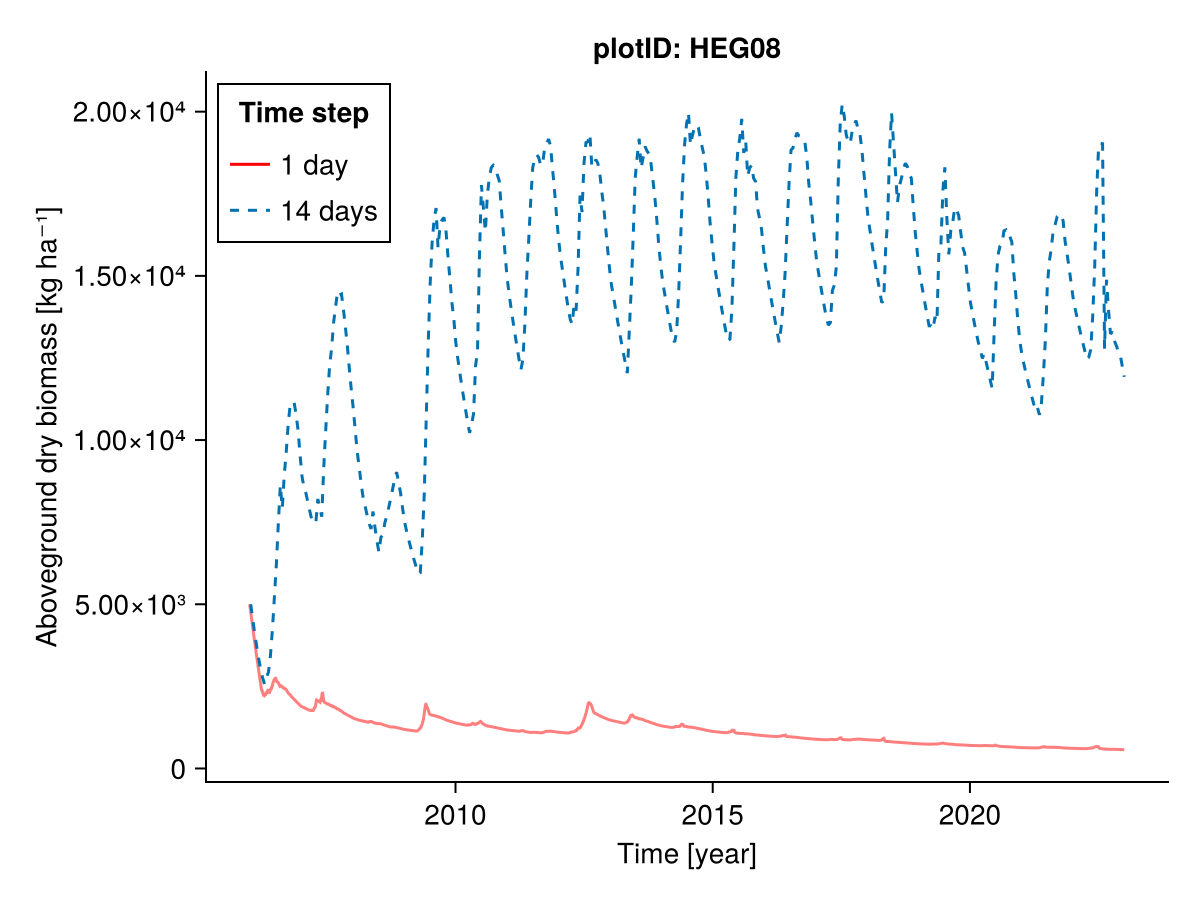 plotID: HEG08
Time step
1 day
14 days
Aboveground dry biomass [kg ha⁻¹]
2.00×10⁴
1.50×10⁴
1.00×10⁴
5.00×10³
0
2010 2015 2020
Time [year]